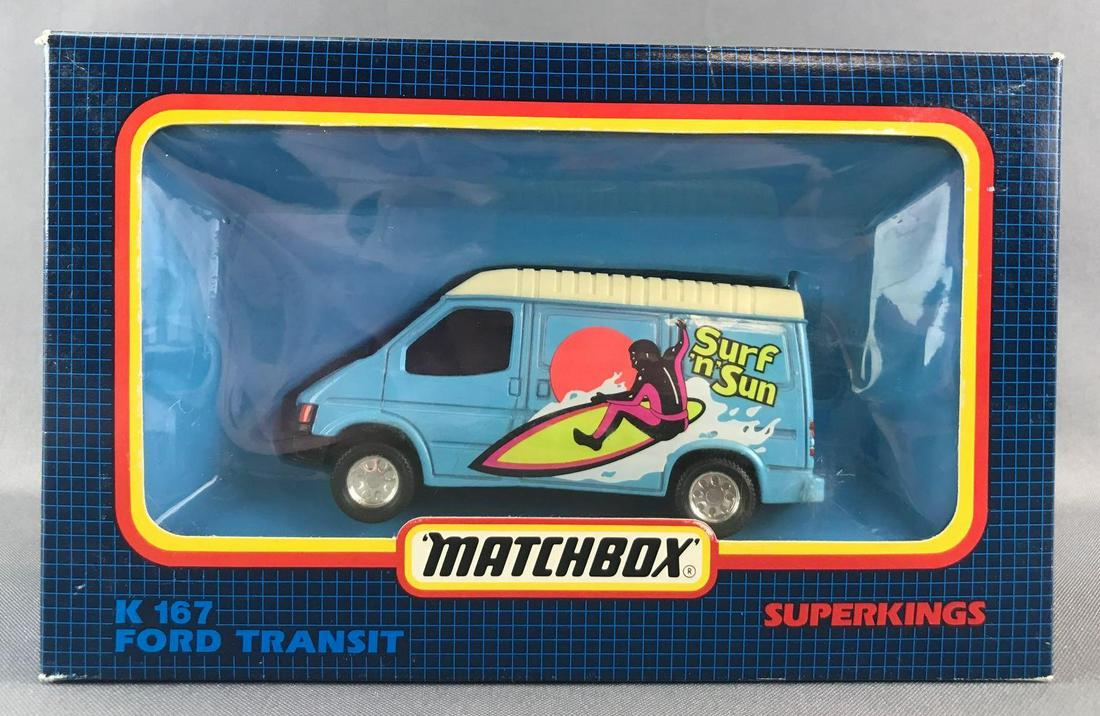 Surf
'n'
Sun
'MATCHBOX'®
K 167
FORD TRANSIT
SUPERKINGS